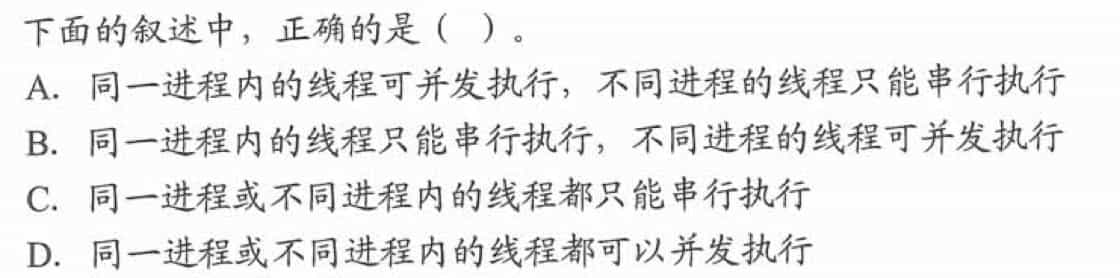 下面的叙述中，正确的是（ ）。
A. 同一进程内的线程可并发执行，不同进程的线程只能串行执行
B. 同一进程内的线程只能串行执行，不同进程的线程可并发执行
C. 同一进程或不同进程内的线程都只能串行执行
D. 同一进程或不同进程内的线程都可以并发执行